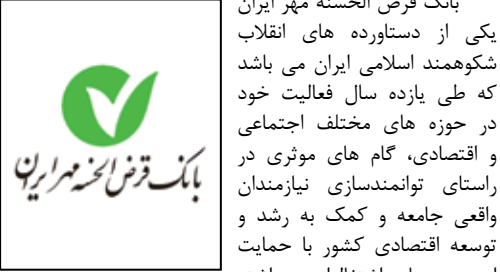 بانک قرض الحسنه مهر ایران
یکی از دستاورده های انقلاب
شکوهمند اسلامی ایران می باشد
که طی یازده سال فعالیت خود
در حوزه های مختلف اجتماعی
و اقتصادی، گام های موثری در
راستای توانمندسازی نیازمندان
واقعی جامعه و کمک به رشد و
توسعه اقتصادی کشور با حمایت
بانک قرض الحسنه مهر ایران